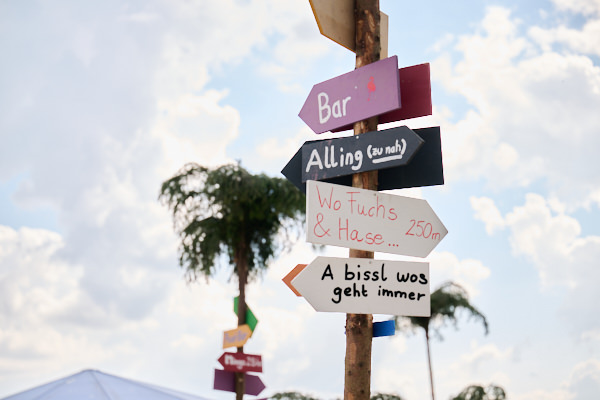 Bar
Alling (zu nah)
Wo Fuchs
& Hase... 250m
A bissl wos
geht immer